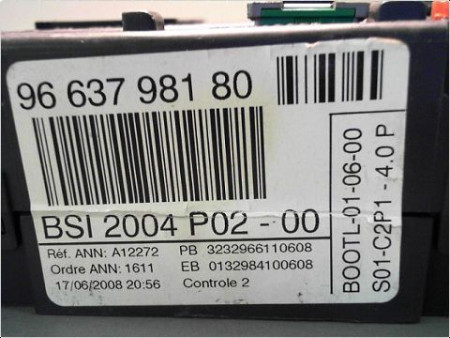 96 637 981 80
BSI 2004 P02 - 00
Réf. ANN: A12272 PB 3232966110608
Ordre ANN: 1611 EB 0132984100608
17/06/2008 20:56 Controle 2
BOOTL-01-06-00
S01-C2P1 - 4.0 P